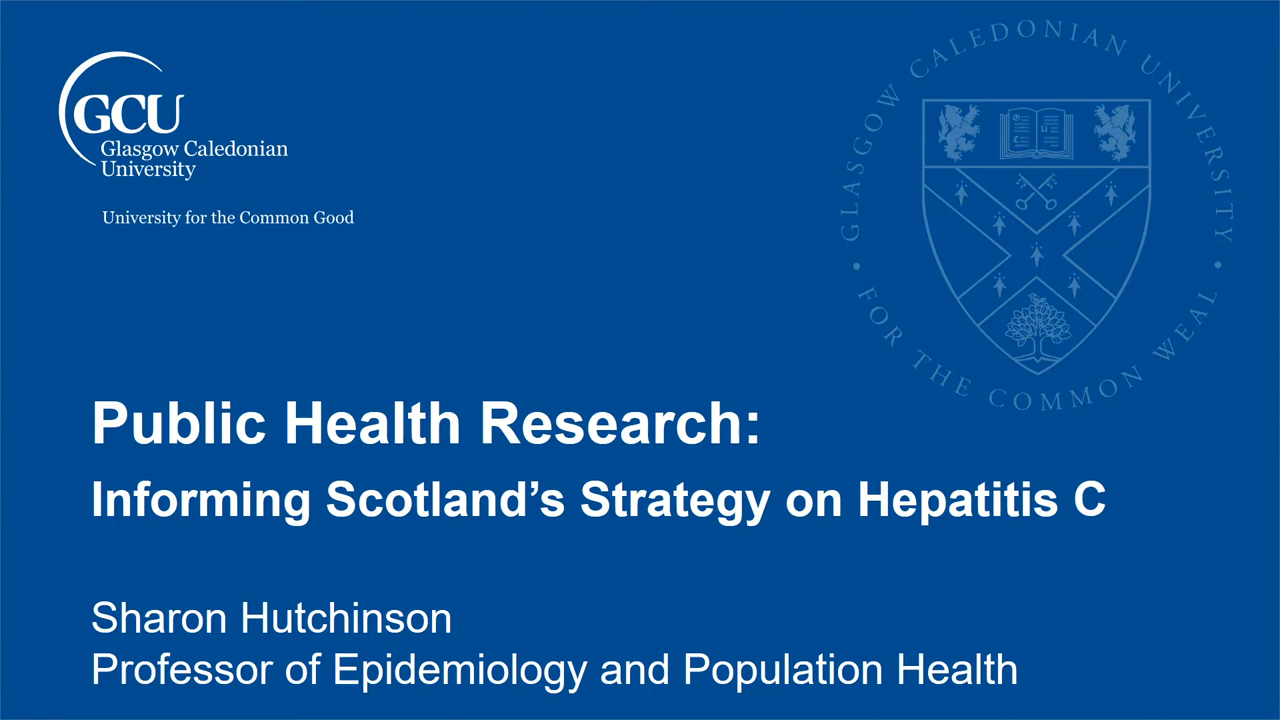 GCU
Glasgow Caledonian
University
University for the Common Good
GLASGOW CALEDONIAN UNIVERSITY
• FOR THE COMMON WEAL •
Public Health Research:
Informing Scotland’s Strategy on Hepatitis C
Sharon Hutchinson
Professor of Epidemiology and Population Health